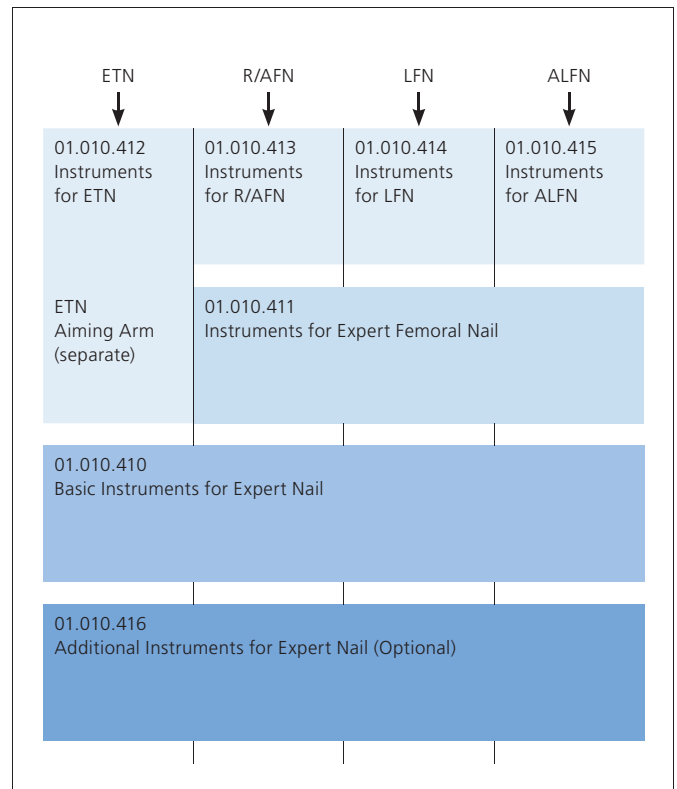 ETN
R/AFN
LFN
ALFN
01.010.412
Instruments
for ETN
01.010.413
Instruments
for R/AFN
01.010.414
Instruments
for LFN
01.010.415
Instruments
for ALFN
ETN
Aiming Arm
(separate)
01.010.411
Instruments for Expert Femoral Nail
01.010.410
Basic Instruments for Expert Nail
01.010.416
Additional Instruments for Expert Nail (Optional)